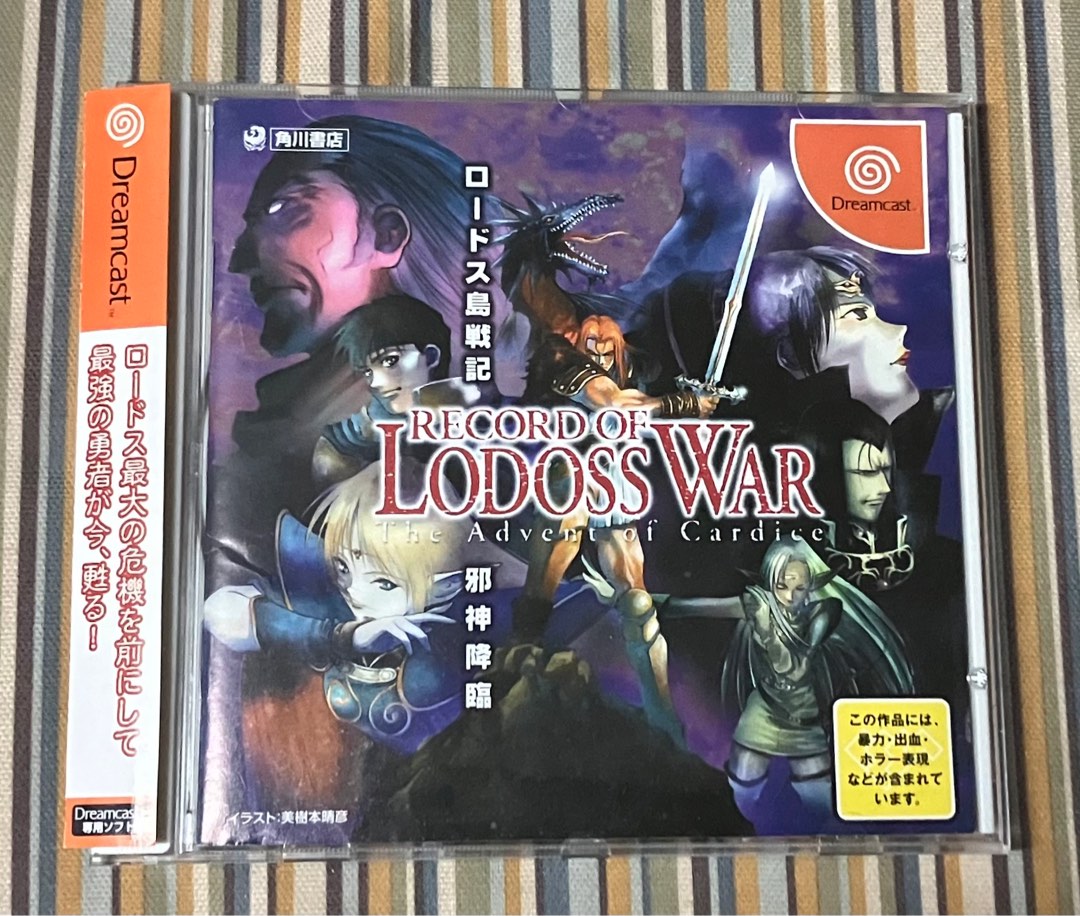 Dreamcast™
ロードス最大の危機を前にして
最強の勇者が今、甦る！
Dreamcast
専用ソフト
角川書店
ロードス島戦記
Dreamcast™
RECORD OF
LODOSS WAR
The Advent of Cardice
邪神降臨
イラスト:美樹本晴彦
この作品には、
暴力・出血・
ホラー表現
などが含まれて
います。